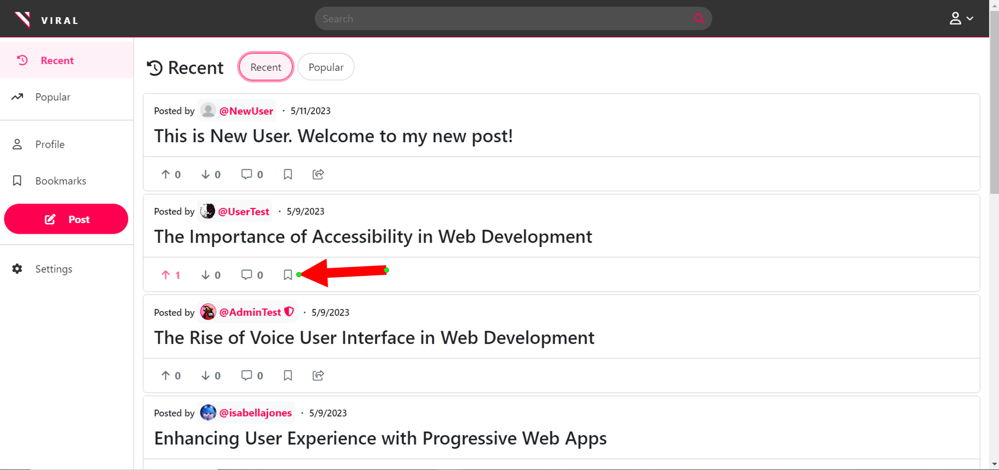 VIRAL
Search
Recent
Popular
Profile
Bookmarks
Post
Settings
Recent Recent Popular
Posted by @NewUser · 5/11/2023
This is New User. Welcome to my new post!
0 0 0
Posted by @UserTest · 5/9/2023
The Importance of Accessibility in Web Development
1 0 0
Posted by @AdminTest · 5/9/2023
The Rise of Voice User Interface in Web Development
0 0 0
Posted by @isabellajones · 5/9/2023
Enhancing User Experience with Progressive Web Apps